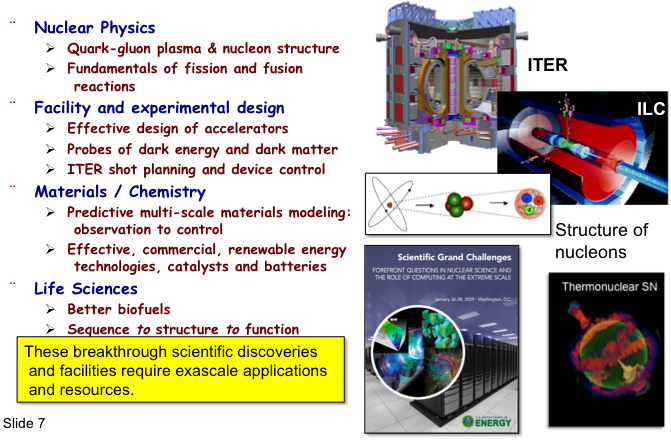 ¨ Nuclear Physics
➢ Quark-gluon plasma & nucleon structure
➢ Fundamentals of fission and fusion
reactions
¨ Facility and experimental design
➢ Effective design of accelerators
➢ Probes of dark energy and dark matter
➢ ITER shot planning and device control
¨ Materials / Chemistry
➢ Predictive multi-scale materials modeling:
observation to control
➢ Effective, commercial, renewable energy
technologies, catalysts and batteries
¨ Life Sciences
➢ Better biofuels
➢ Sequence to structure to function
These breakthrough scientific discoveries
and facilities require exascale applications
and resources.
Slide 7
ITER
ILC
Structure of
nucleons
Scientific Grand Challenges
FOREFRONT QUESTIONS IN NUCLEAR SCIENCE AND
THE ROLE OF COMPUTING AT THE EXTREME SCALE
January 26-28, 2009 • Washington, D.C.
U.S. DEPARTMENT OF
ENERGY
Thermonuclear SN